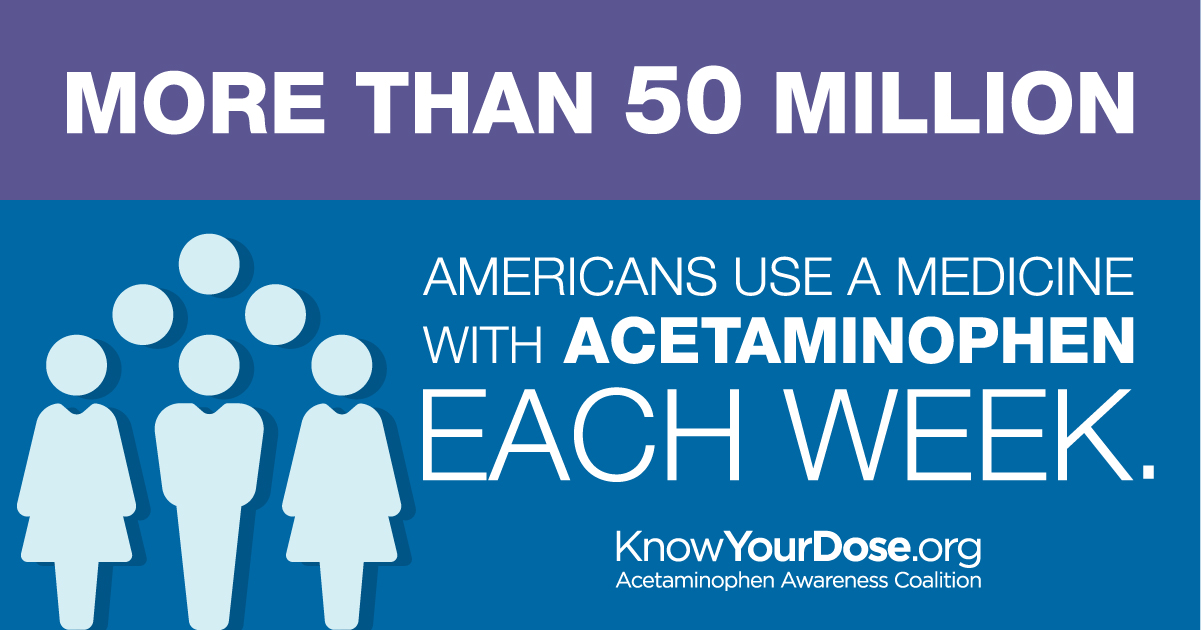 MORE THAN 50 MILLION
AMERICANS USE A MEDICINE
WITH ACETAMINOPHEN
EACH WEEK.
KnowYourDose.org
Acetaminophen Awareness Coalition